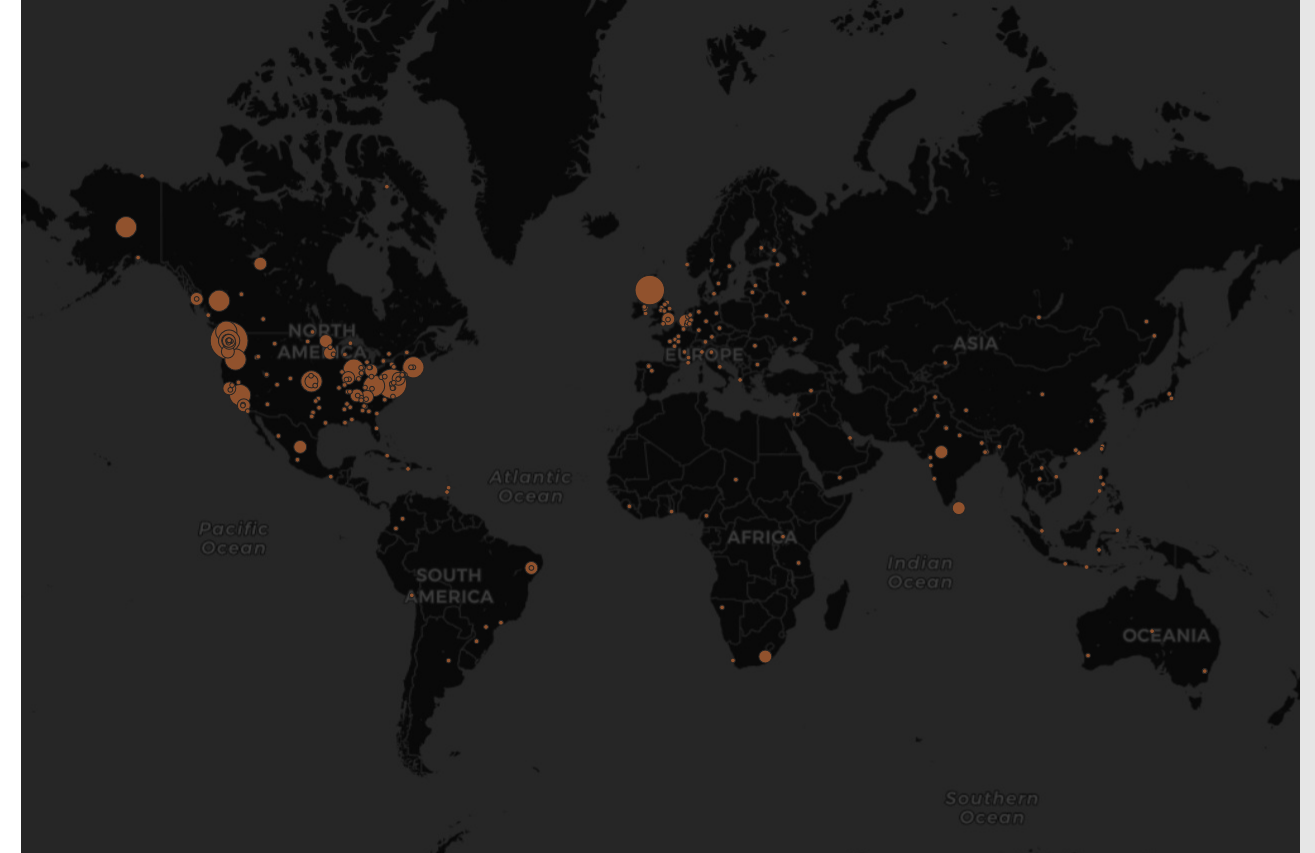 NORTH
AMERICA
EUROPE
ASIA
Atlantic
Ocean
Pacific
Ocean
AFRICA
Indian
Ocean
SOUTH
AMERICA
OCEANIA
Southern
Ocean